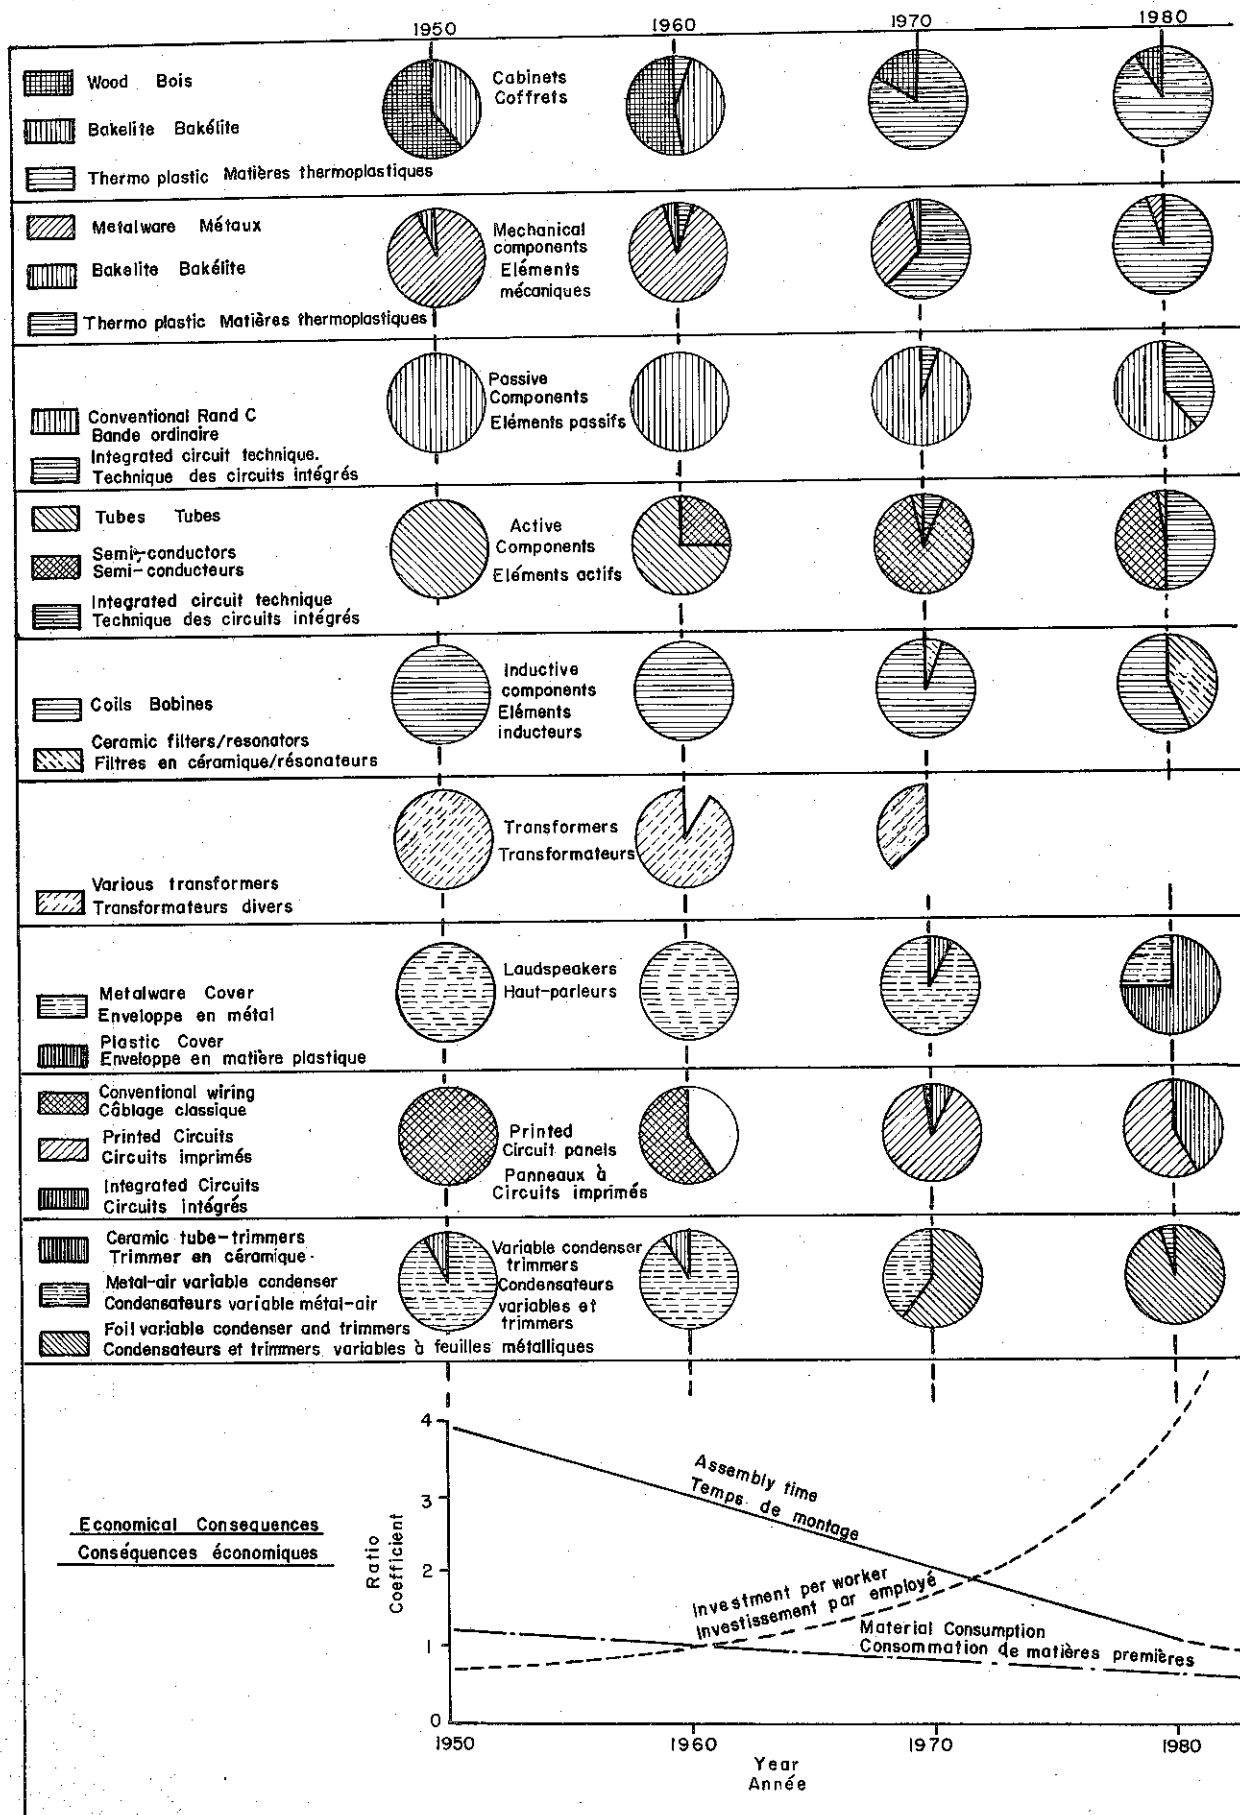 1950
1960
1970
1980
Wood Bois
Bakelite Bakélite
Thermo plastic Matières thermoplastiques
Cabinets
Coffrets
Metalware Métaux
Bakelite Bakélite
Thermo plastic Matières thermoplastiques
Mechanical
components
Eléments
mécaniques
Conventional Rand C
Bande ordinaire
Integrated circuit technique.
Technique des circuits intégrés
Passive
Components
Eléments passifs
Tubes Tubes
Semi-conductors
Semi-conducteurs
Integrated circuit technique
Technique des circuits intégrés
Active
Components
Eléments actifs
Coils Bobines
Ceramic filters/resonators
Filtres en céramique/résonateurs
Inductive
components
Eléments
inducteurs
Various transformers
Transformateurs divers
Transformers
Transformateurs
Metalware Cover
Enveloppe en métal
Plastic Cover
Enveloppe en matière plastique
Laudspeakers
Haut-parleurs
Conventional wiring
Câblage classique
Printed Circuits
Circuits imprimés
Integrated Circuits
Circuits intégrés
Printed
Circuit panels
Panneaux à
Circuits imprimés
Ceramic tube-trimmers
Trimmer en céramique
Metal-air variable condenser
Condensateurs variable métal-air
Foil variable condenser and trimmers
Condensateurs et trimmers variables à feuilles métalliques
Variable condenser
trimmers
Condensateurs
variables et
trimmers
Economical Consequences
Conséquences économiques
Ratio
Coefficient
4
3
2
1
0
Assembly time
Temps de montage
Investment per worker
Investissement par employé
Material Consumption
Consommation de matières premières
1950
1960
1970
1980
Year
Année